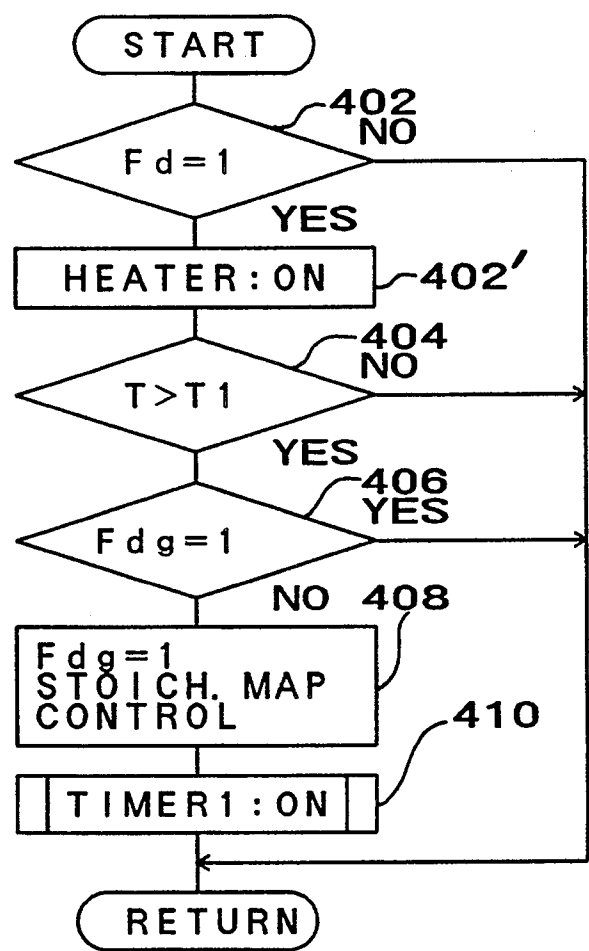 START
402
NO
Fd=1
YES
HEATER:ON
402'
404
NO
T>T1
YES
406
YES
Fdg=1
NO
408
Fdg=1
STOICH. MAP
CONTROL
410
TIMER1:ON
RETURN